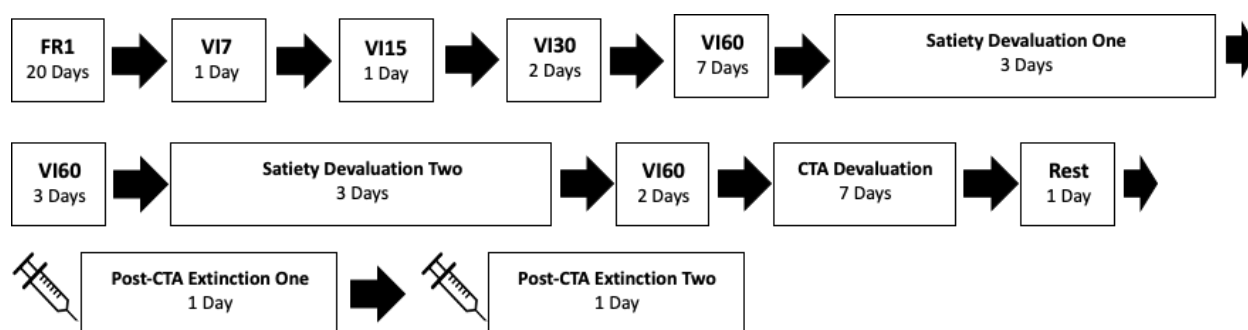 FR1
20 Days
VI7
1 Day
VI15
1 Day
VI30
2 Days
VI60
7 Days
Satiety Devaluation One
3 Days
VI60
3 Days
Satiety Devaluation Two
3 Days
VI60
2 Days
CTA Devaluation
7 Days
Rest
1 Day
Post-CTA Extinction One
1 Day
Post-CTA Extinction Two
1 Day